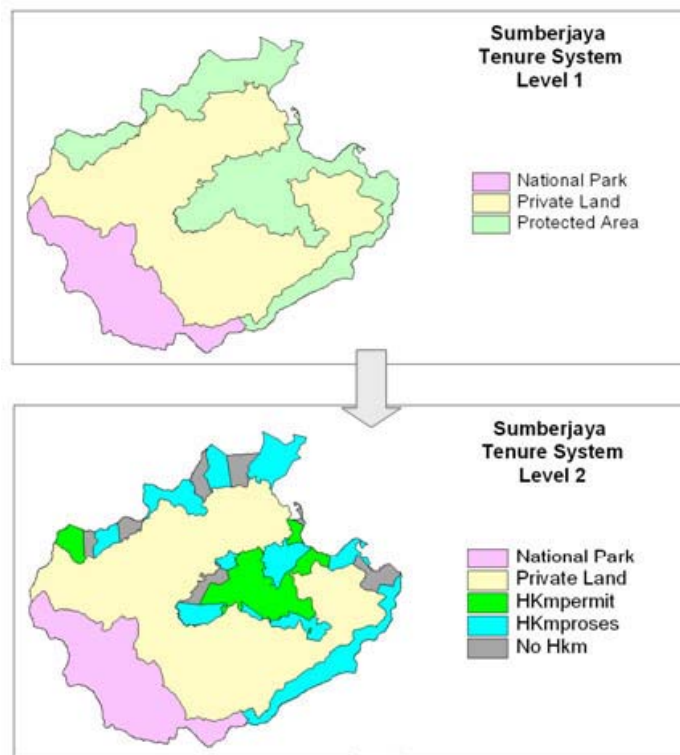 Sumberjaya
Tenure System
Level 1
National Park
Private Land
Protected Area
Sumberjaya
Tenure System
Level 2
National Park
Private Land
HKmpermit
HKmproses
No Hkm